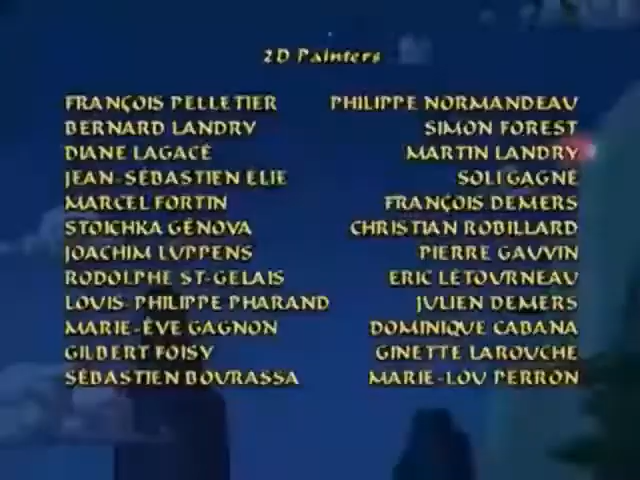 2D Painters
FRANÇOIS PELLETIER PHILIPPE NORMANDEAU
BERNARD LANDRY SIMON FOREST
DIANE LAGACÉ MARTIN LANDRY
JEAN-SÉBASTIEN ÉLIE SOLI GAGNÉ
MARCEL FORTIN FRANÇOIS DEMERS
STOICHKA GÉNOVA CHRISTIAN ROBILLARD
JOACHIM LUPPENS PIERRE GAUVIN
RODOLPHE ST-GELAIS ERIC LÉTOURNEAU
LOUIS-PHILIPPE PHARAND JULIEN DEMERS
MARIE-ÈVE GAGNON DOMINIQUE CABANA
GILBERT FOISY GINETTE LAROUCHE
SÉBASTIEN BOURASSA MARIE-LOU PERRON